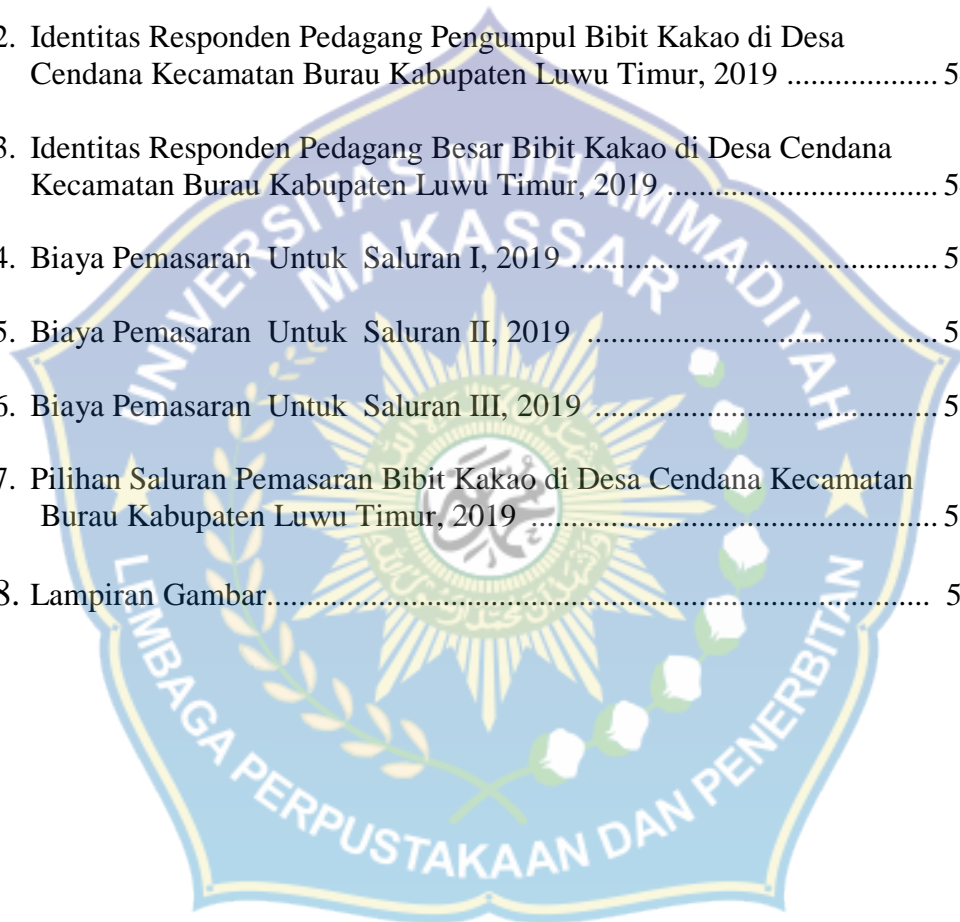 2. Identitas Responden Pedagang Pengumpul Bibit Kakao di Desa
Cendana Kecamatan Burau Kabupaten Luwu Timur, 2019 .................. 5
3. Identitas Responden Pedagang Besar Bibit Kakao di Desa Cendana
Kecamatan Burau Kabupaten Luwu Timur, 2019 ................................ 5
4. Biaya Pemasaran Untuk Saluran I, 2019 ............................................ 5
5. Biaya Pemasaran Untuk Saluran II, 2019 .......................................... 5
6. Biaya Pemasaran Untuk Saluran III, 2019 ......................................... 5
7. Pilihan Saluran Pemasaran Bibit Kakao di Desa Cendana Kecamatan
Burau Kabupaten Luwu Timur, 2019 ................................................. 5
8. Lampiran Gambar................................................................................ 5
UNIVERSITAS MUHAMMADIYAH
MAKASSAR
LEMBAGA PERPUSTAKAAN DAN PENERBITAN